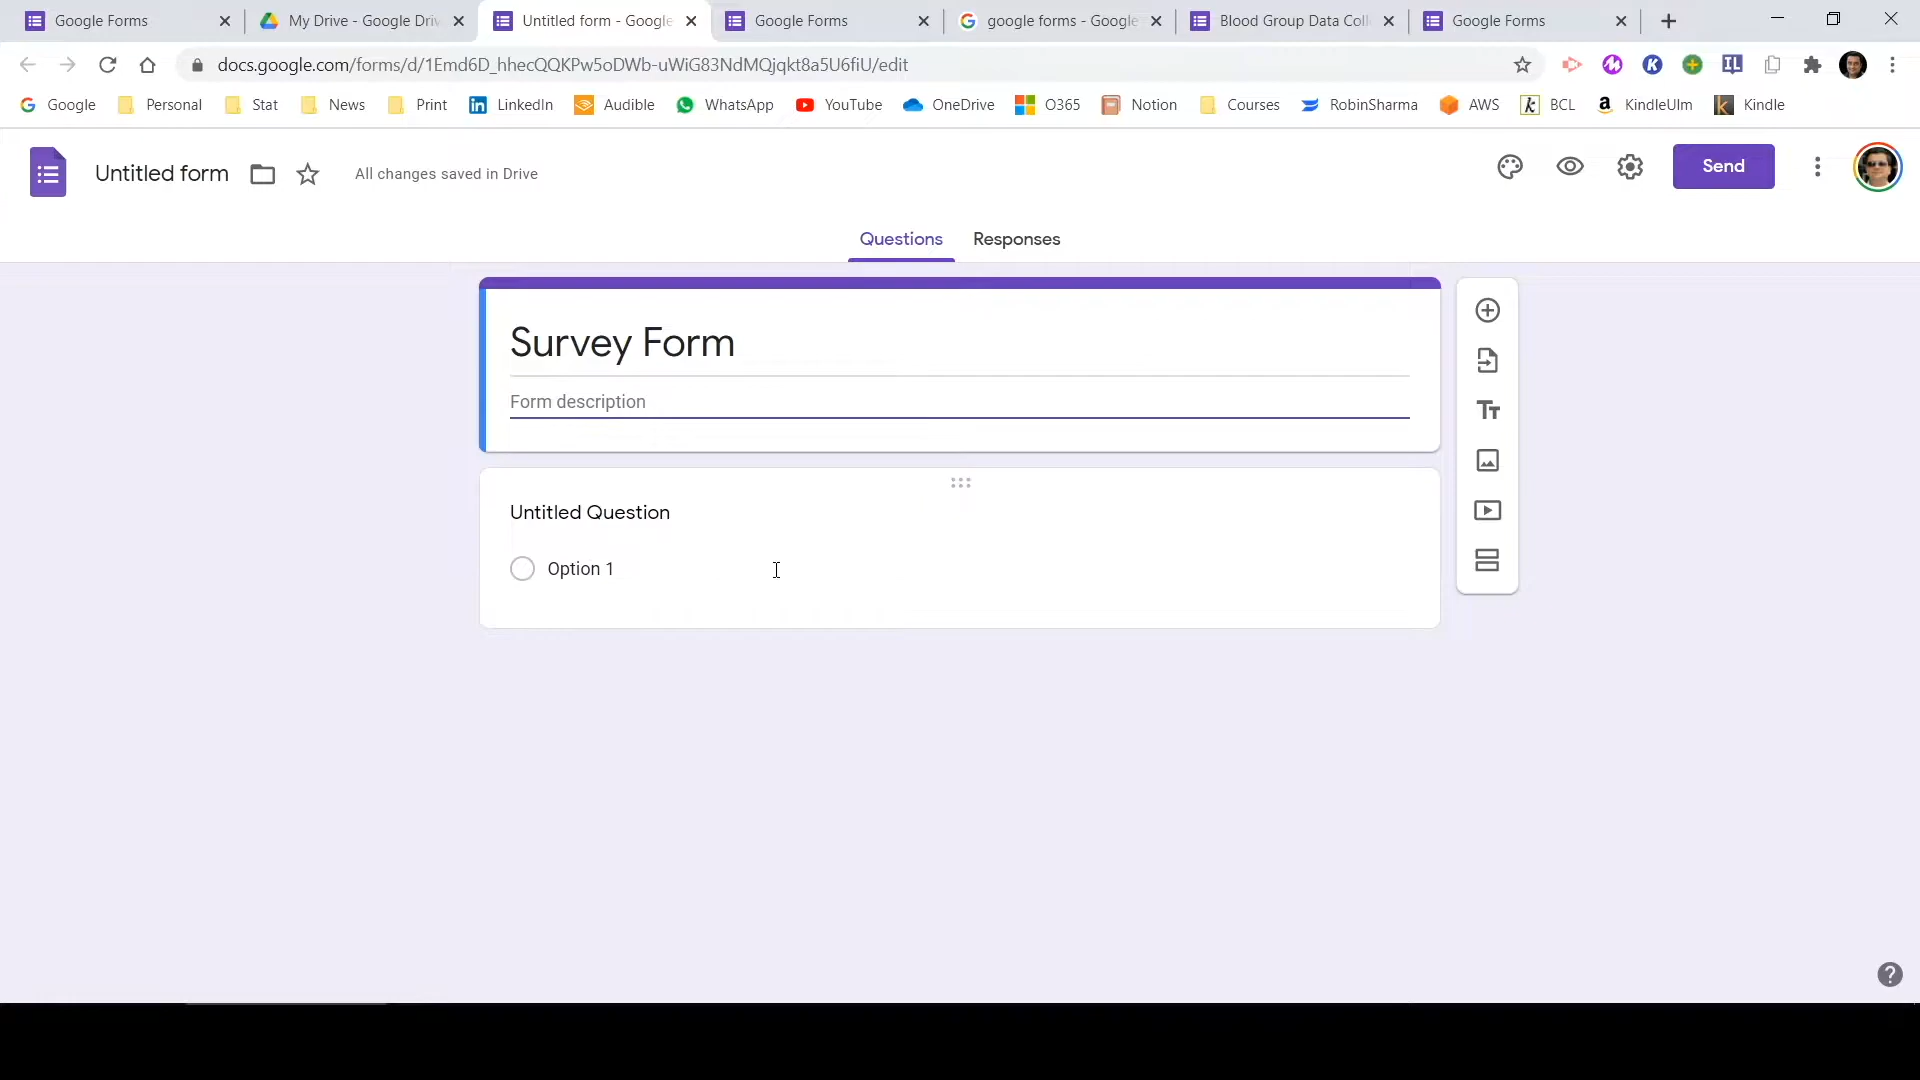 Google Forms
My Drive - Google Driv
Untitled form - Google
Google Forms
google forms - Google
Blood Group Data Coll
Google Forms
docs.google.com/forms/d/1Emd6D_hhecQQKPw5oDWb-uWiG83NdMQjqkt8a5U6fiU/edit
Google Personal Stat News Print LinkedIn Audible WhatsApp YouTube OneDrive O365 Notion Courses RobinSharma AWS BCL KindleUlm Kindle
Untitled form
All changes saved in Drive
Send
Questions Responses
Survey Form
Form description
Untitled Question
Option 1